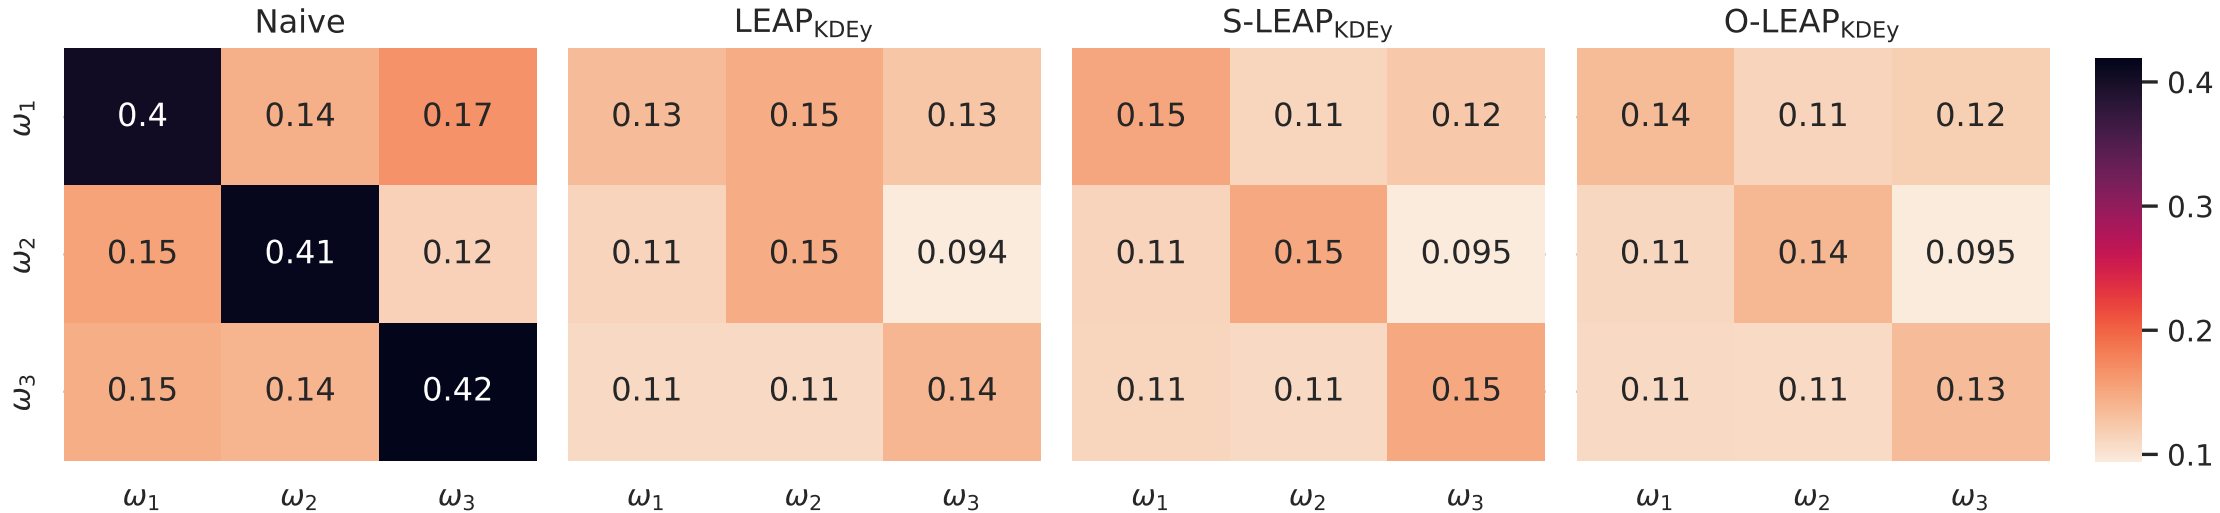 Naive LEAP_KDEy S-LEAP_KDEy O-LEAP_KDEy
ω₁ 0.4 0.14 0.17 0.13 0.15 0.13 0.15 0.11 0.12 0.14 0.11 0.12 0.4
0.3
ω₂ 0.15 0.41 0.12 0.11 0.15 0.094 0.11 0.15 0.095 0.11 0.14 0.095
0.2
ω₃ 0.15 0.14 0.42 0.11 0.11 0.14 0.11 0.11 0.15 0.11 0.11 0.13
0.1
ω₁ ω₂ ω₃ ω₁ ω₂ ω₃ ω₁ ω₂ ω₃ ω₁ ω₂ ω₃